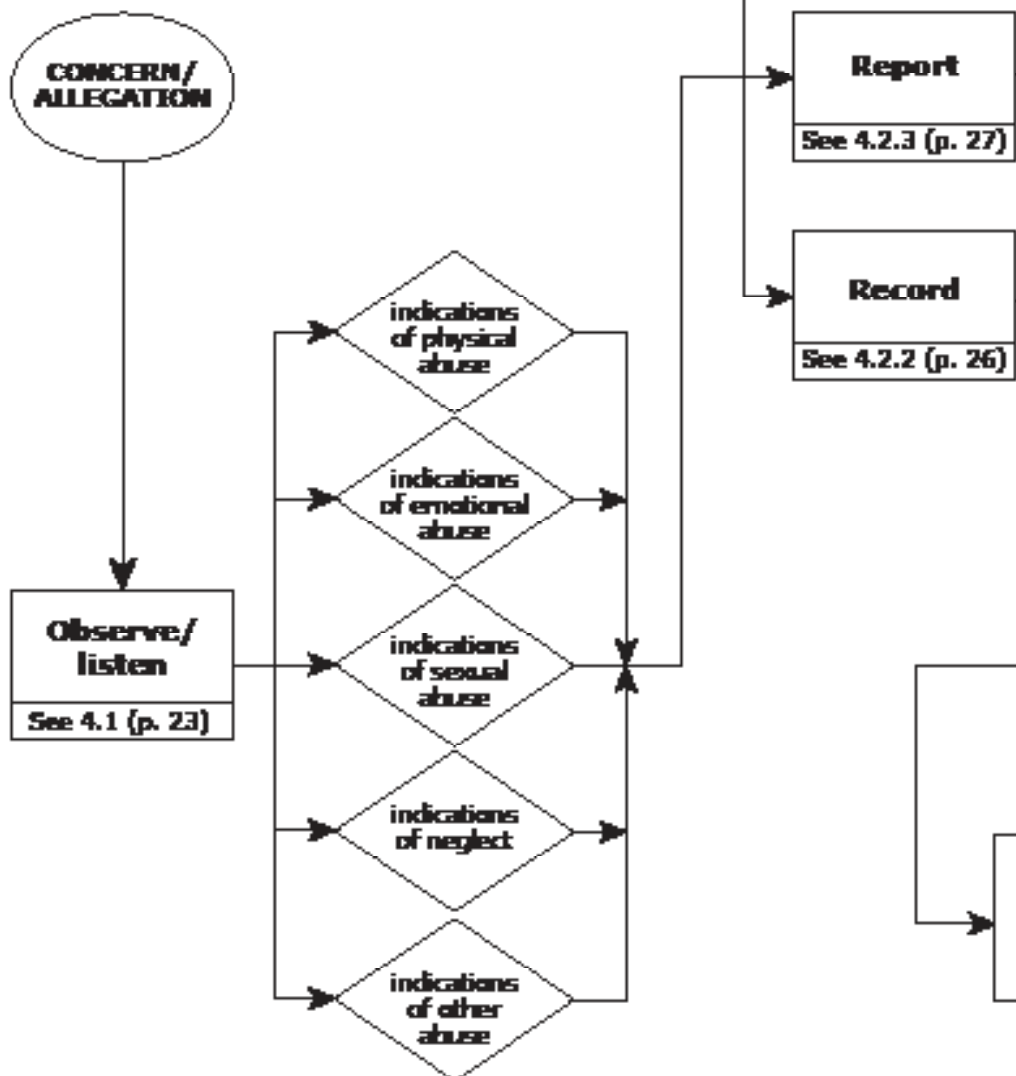 CONCERN/
ALLEGATION
Report
See 4.2.3 (p. 27)
Record
See 4.2.2 (p. 26)
indications
of physical
abuse
indications
of emotional
abuse
Observe/
listen
See 4.1 (p. 23)
indications
of sexual
abuse
indications
of neglect
indications
of other
abuse